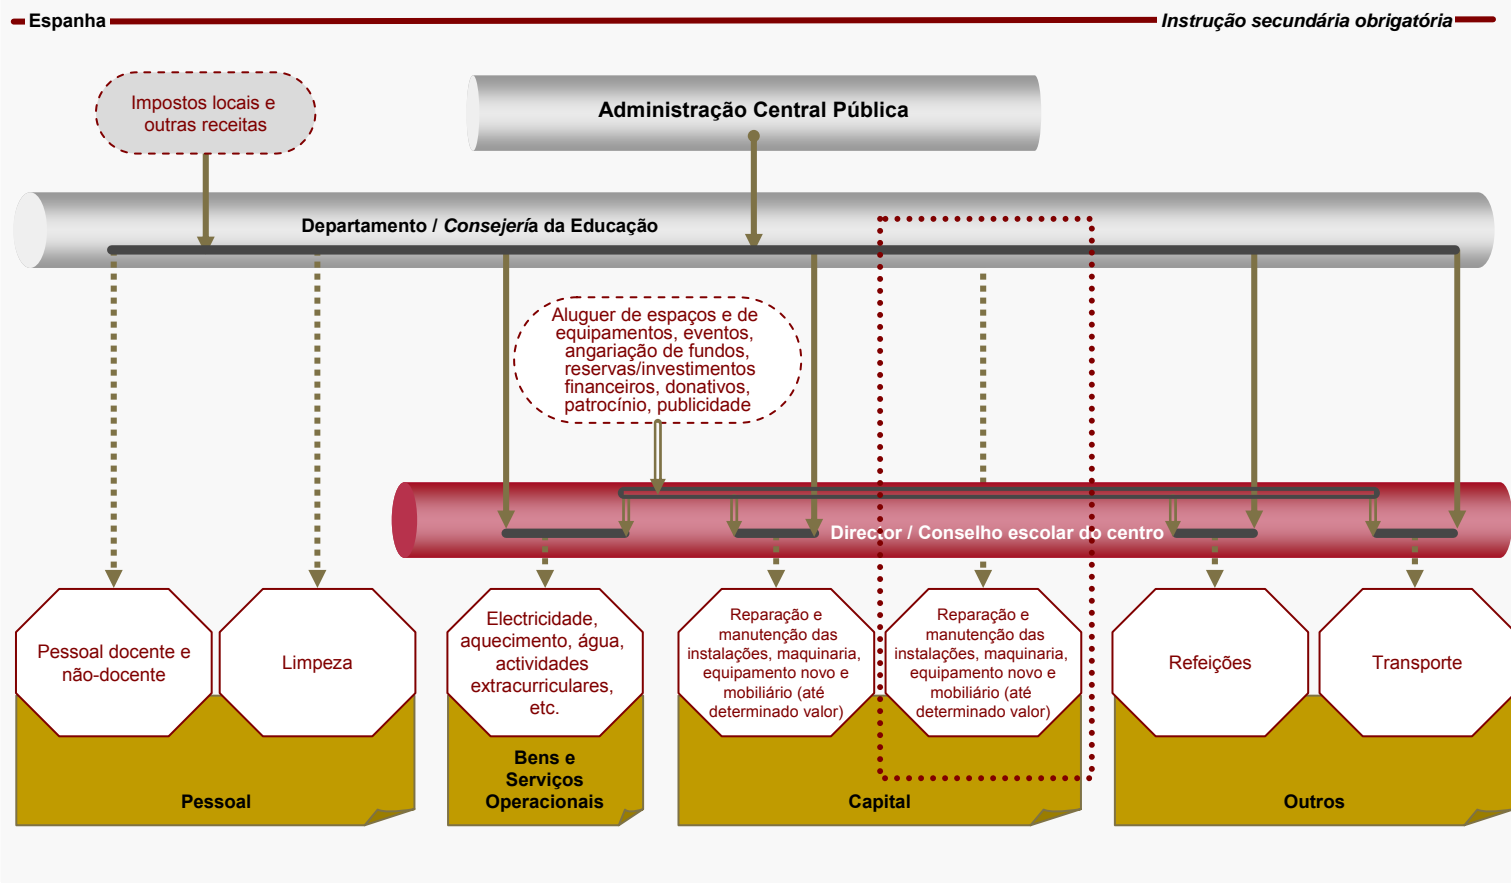 Espanha
Instrução secundária obrigatória
Impostos locais e
outras receitas
Administração Central Pública
Departamento / Consejería da Educação
Aluguer de espaços e de
equipamentos, eventos,
angariação de fundos,
reservas/investimentos
financeiros, donativos,
patrocínio, publicidade
Director / Conselho escolar do centro
Pessoal docente e
não-docente
Limpeza
Electricidade,
aquecimento, água,
actividades
extracurriculares,
etc.
Reparação e
manutenção das
instalações, maquinaria,
equipamento novo e
mobiliário (até
determinado valor)
Reparação e
manutenção das
instalações, maquinaria,
equipamento novo e
mobiliário (até
determinado valor)
Refeições
Transporte
Pessoal
Bens e
Serviços
Operacionais
Capital
Outros